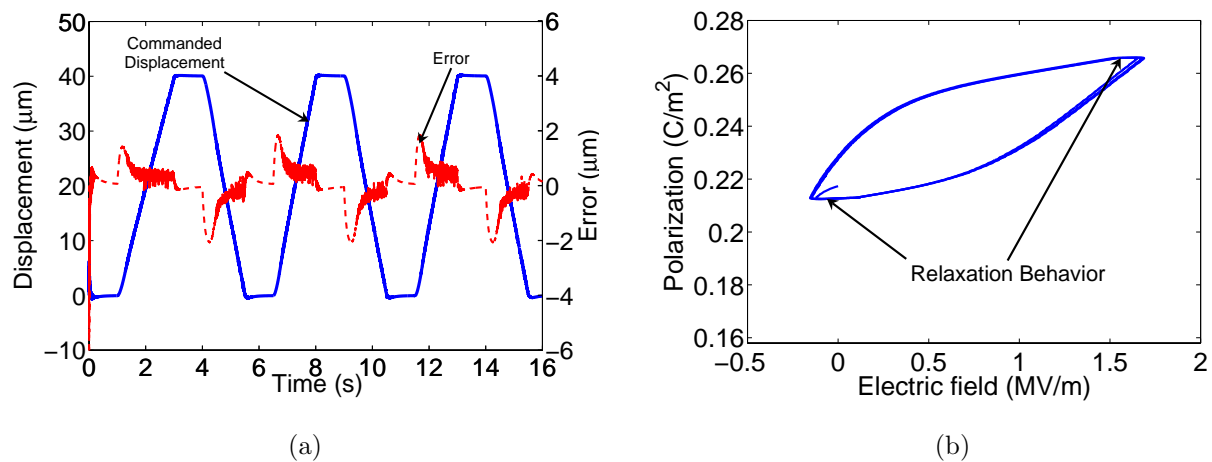 50
40
30
20
10
0
−10
Displacement (μm)
6
4
2
0
−2
−4
−6
Error (μm)
Commanded
Displacement
Error
0 2 4 6 8 10 12 14 16
Time (s)
(a)
0.28
0.26
0.24
0.22
0.2
0.18
0.16
Polarization (C/m²)
Relaxation Behavior
−0.5 0 0.5 1 1.5 2
Electric field (MV/m)
(b)